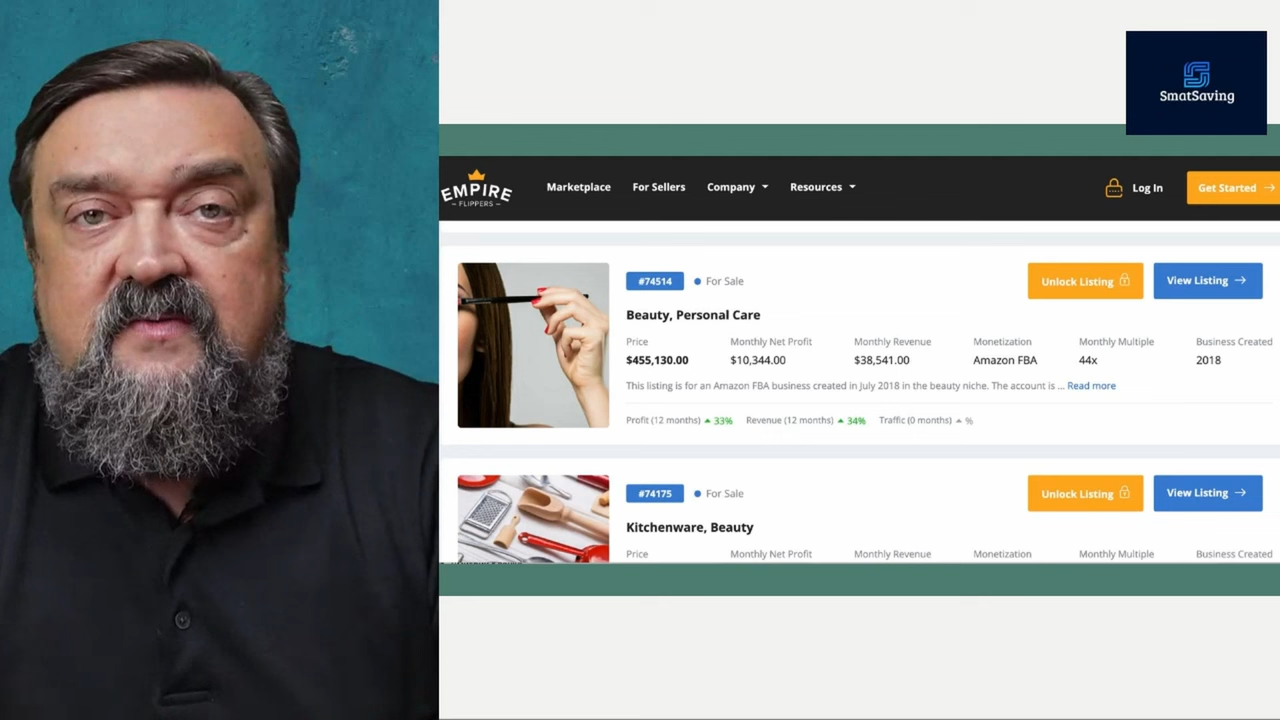 SmatSaving
EMPIRE
FLIPPERS
Marketplace For Sellers Company Resources Log In Get Started →
#74514 For Sale Unlock Listing View Listing →
Beauty, Personal Care
Price Monthly Net Profit Monthly Revenue Monetization Monthly Multiple Business Created
$455,130.00 $10,344.00 $38,541.00 Amazon FBA 44x 2018
This listing is for an Amazon FBA business created in July 2018 in the beauty niche. The account is ... Read more
Profit (12 months) 33% Revenue (12 months) 34% Traffic (0 months) %
#74175 For Sale Unlock Listing View Listing →
Kitchenware, Beauty
Price Monthly Net Profit Monthly Revenue Monetization Monthly Multiple Business Created